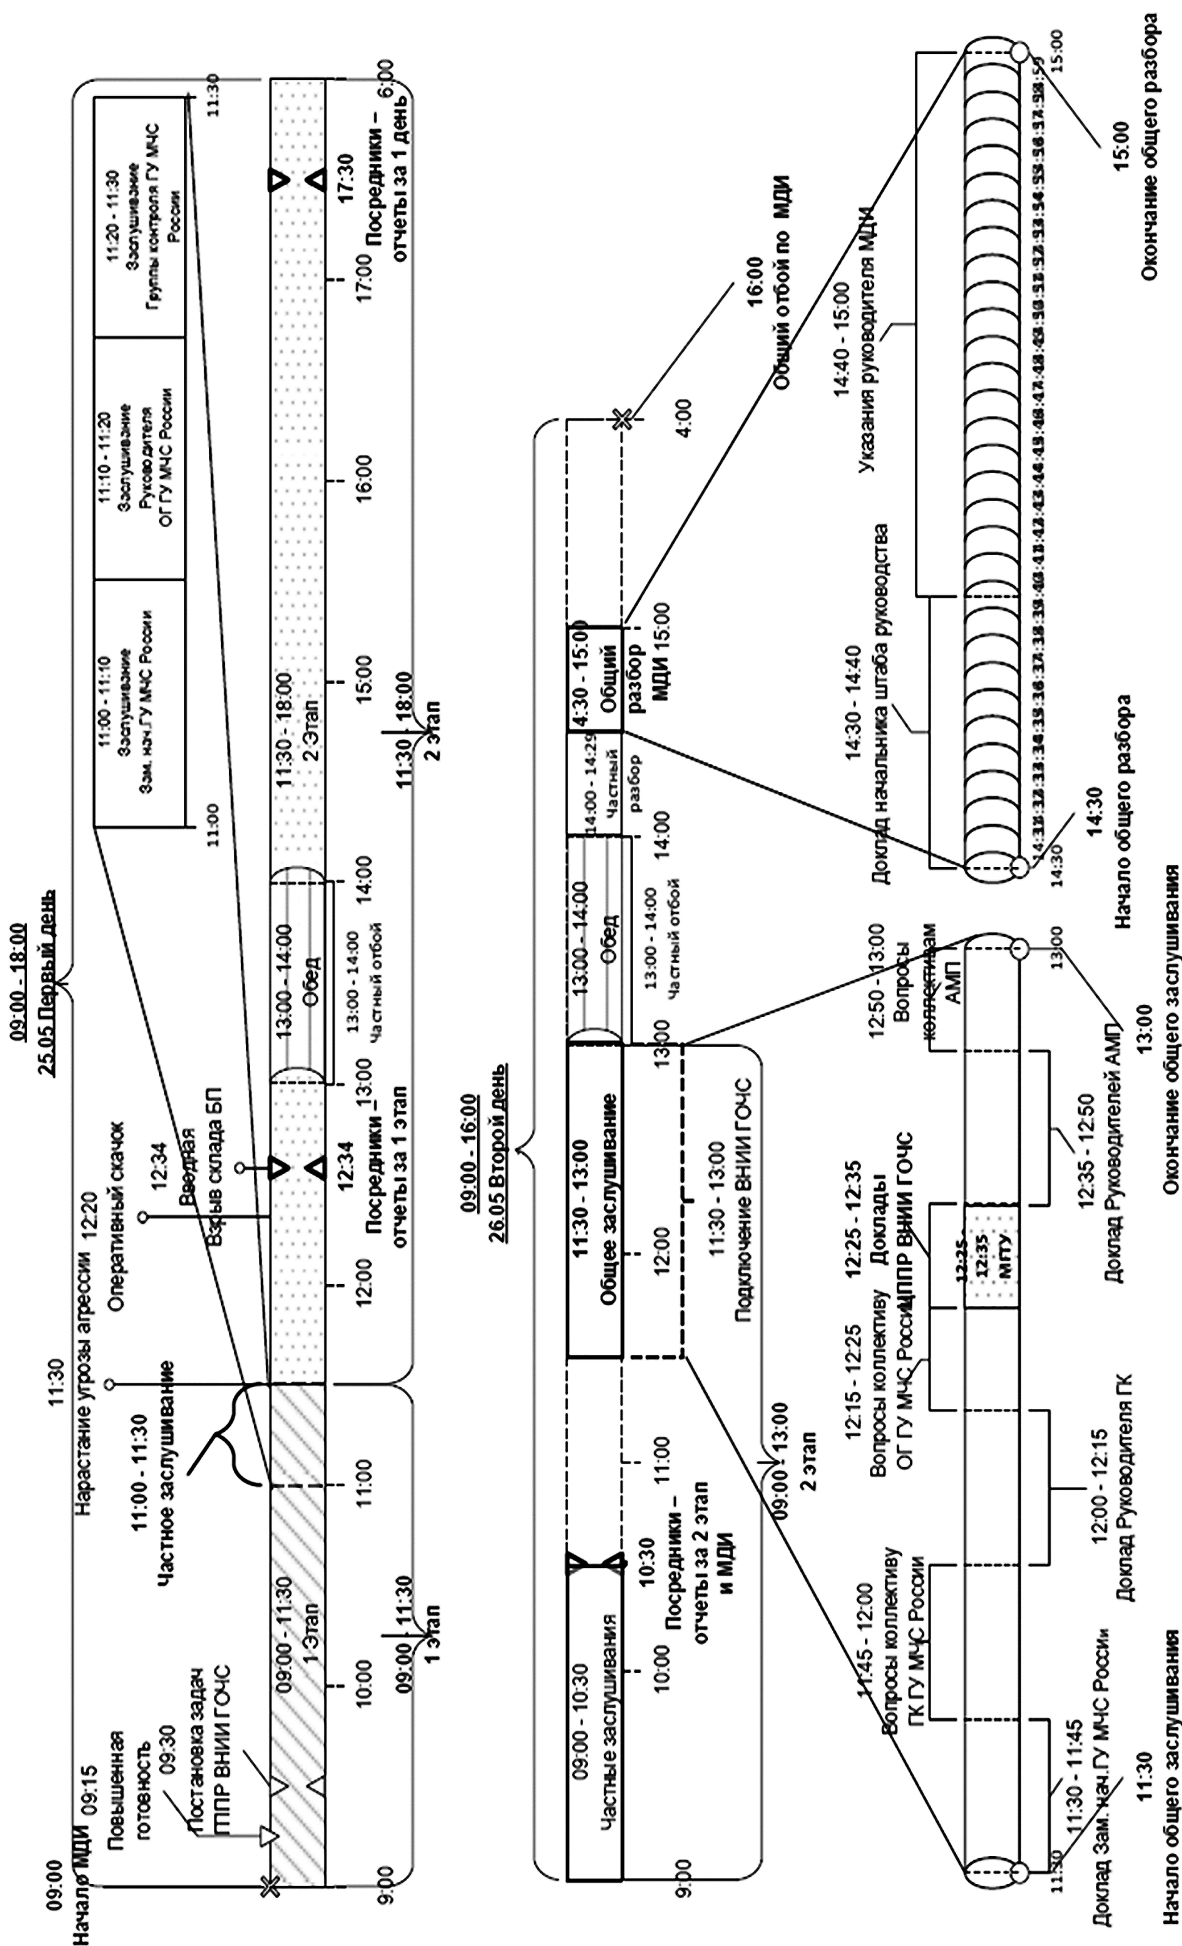 09:00 - 18:00
25.05 Первый день
09:00
Начало МДИ
09:15
Повышенная
готовность
09:30
Постановка задач
ГППР ВНИИ ГОЧС
11:30
Нарастание угрозы агрессии
12:20
Оперативный скачок
12:34
Вводная
Взрыв склада БП
11:00 - 11:30
Частное заслушивание
11:00 - 11:10
Заслушивание
Зам. нач.ГУ МЧС России
11:10 - 11:20
Заслушивание
Руководителя
ОГ ГУ МЧС России
11:20 - 11:30
Заслушивание
Группы контроля ГУ МЧС
России
11:00
11:30
09:00 - 11:30
1 Этап
13:00 - 14:00
Обед
11:30 - 18:00
2 Этап
9:00
10:00
11:00
12:00
13:00
14:00
15:00
16:00
17:00
6:00
12:34
Посредники –
отчеты за 1 этап
13:00 - 14:00
Частный отбой
17:30
Посредники –
отчеты за 1 день
09:00 - 11:30
1 этап
11:30 - 18:00
2 этап
09:00 - 16:00
26.05 Второй день
09:00 - 10:30
Частные заслушивания
11:30 - 13:00
Общее заслушивание
13:00 - 14:00
Обед
14:00 - 14:29
Частный
разбор
4:30 - 15:00
Общий
разбор
МДИ
9:00
10:00
11:00
12:00
13:00
14:00
15:00
4:00
10:30
Посредники –
отчеты за 2 этап
и МДИ
11:30 - 13:00
Подключение ВНИИ ГОЧС
13:00 - 14:00
Частный отбой
16:00
Общий отбой по МДИ
09:00 - 13:00
2 этап
11:45 - 12:00
Вопросы коллективу
ГК ГУ МЧС России
12:15 - 12:25
Вопросы коллективу
ОГ ГУ МЧС России
12:25 - 12:35
Доклады
ЦППР ВНИИ ГОЧС
12:50 - 13:00
Вопросы
коллективам
АМП
12:25 -
12:35
МГТУ
11:30
13:00
11:30 - 11:45
Доклад Зам. нач.ГУ МЧС России
12:00 - 12:15
Доклад Руководителя ГК
12:35 - 12:50
Доклад Руководителей АМП
11:30
Начало общего заслушивания
13:00
Окончание общего заслушивания
14:30 - 14:40
Доклад начальника штаба руководства
14:40 - 15:00
Указания руководителя МДИ
14:30
15:00
14:30
Начало общего разбора
15:00
Окончание общего разбора